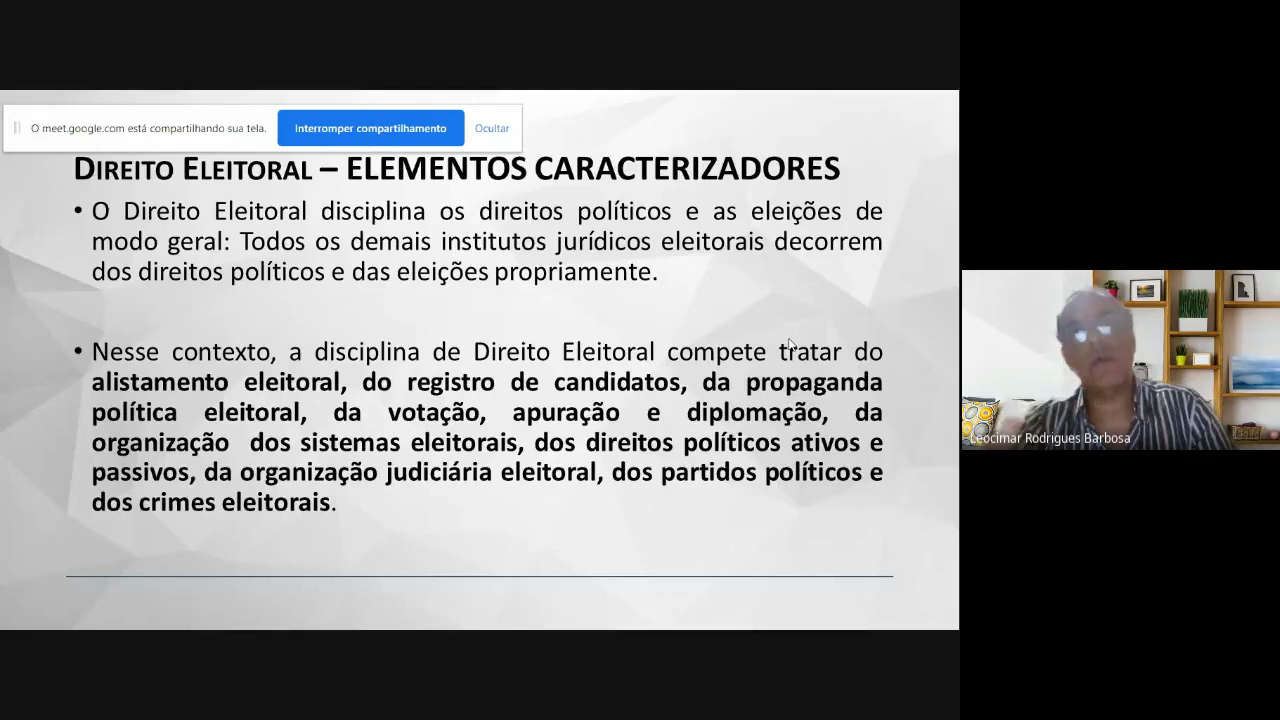 O meet.google.com está compartilhando sua tela.
Interromper compartilhamento
Ocultar
DIREITO ELEITORAL – ELEMENTOS CARACTERIZADORES
• O Direito Eleitoral disciplina os direitos políticos e as eleições de
modo geral: Todos os demais institutos jurídicos eleitorais decorrem
dos direitos políticos e das eleições propriamente.
• Nesse contexto, a disciplina de Direito Eleitoral compete tratar do
alistamento eleitoral, do registro de candidatos, da propaganda
política eleitoral, da votação, apuração e diplomação, da
organização dos sistemas eleitorais, dos direitos políticos ativos e
passivos, da organização judiciária eleitoral, dos partidos políticos e
dos crimes eleitorais.
Leocimar Rodrigues Barbosa